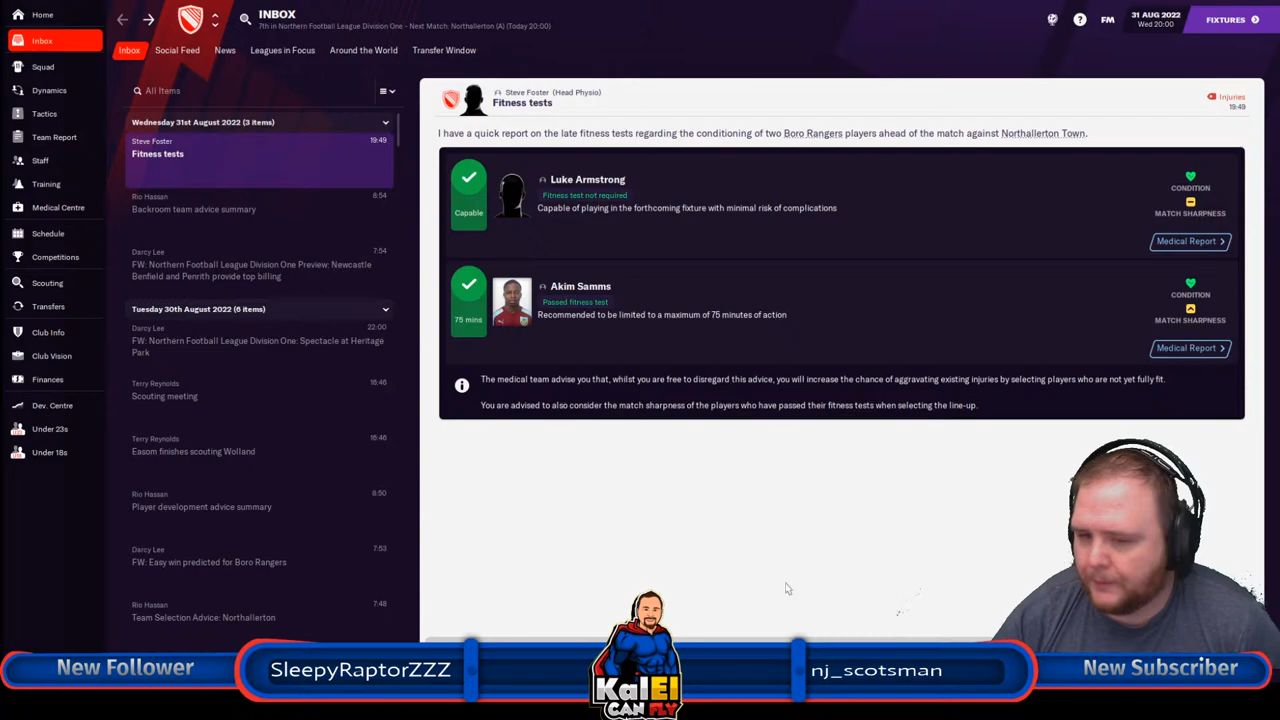 Home
INBOX
7th in Northern Football League Division One - Next Match: Northallerton (A) (Today 20:00)
FM
31 AUG 2022
Wed 20:00
FIXTURES
Inbox
Squad
Dynamics
Tactics
Team Report
Staff
Training
Medical Centre
Schedule
Competitions
Scouting
Transfers
Club Info
Club Vision
Finances
Dev. Centre
Under 23s
Under 18s
Inbox
Social Feed
News
Leagues in Focus
Around the World
Transfer Window
All Items
Wednesday 31st August 2022 (3 items)
Steve Foster
19:49
Fitness tests
Rio Hassan
8:54
Backroom team advice summary
Darcy Lee
7:54
FW: Northern Football League Division One Preview: Newcastle
Benfield and Penrith provide top billing
Tuesday 30th August 2022 (6 items)
Darcy Lee
22:00
FW: Northern Football League Division One: Spectacle at Heritage
Park
Terry Reynolds
16:46
Scouting meeting
Terry Reynolds
16:46
Easom finishes scouting Wolland
Rio Hassan
8:50
Player development advice summary
Darcy Lee
7:53
FW: Easy win predicted for Boro Rangers
Rio Hassan
7:48
Team Selection Advice: Northallerton
Steve Foster (Head Physio)
Fitness tests
Injuries
19:49
I have a quick report on the late fitness tests regarding the conditioning of two Boro Rangers players ahead of the match against Northallerton Town.
Capable
Luke Armstrong
Fitness test not required
Capable of playing in the forthcoming fixture with minimal risk of complications
CONDITION
MATCH SHARPNESS
Medical Report
75 mins
Akim Samms
Passed fitness test
Recommended to be limited to a maximum of 75 minutes of action
CONDITION
MATCH SHARPNESS
Medical Report
The medical team advise you that, whilst you are free to disregard this advice, you will increase the chance of aggravating existing injuries by selecting players who are not yet fully fit.
You are advised to also consider the match sharpness of the players who have passed their fitness tests when selecting the line-up.
New Follower
SleepyRaptorZZZ
KalEl
CAN FLY
nj_scotsman
New Subscriber